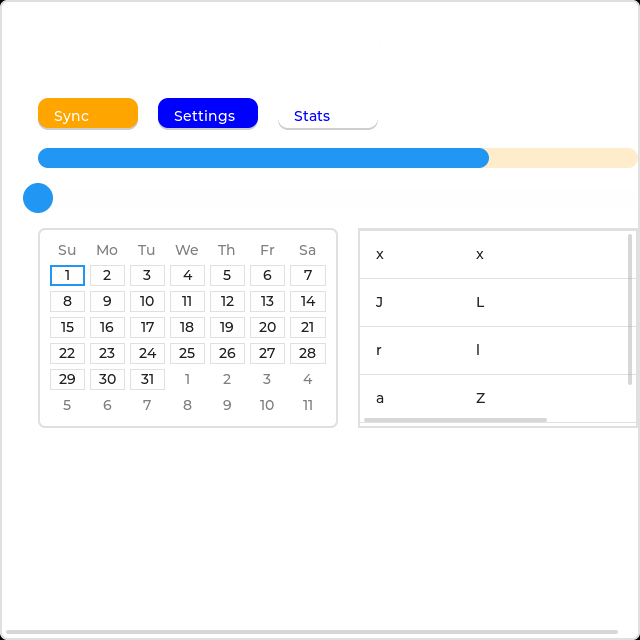 Sync Settings Stats
Su Mo Tu We Th Fr Sa
1 2 3 4 5 6 7
8 9 10 11 12 13 14
15 16 17 18 19 20 21
22 23 24 25 26 27 28
29 30 31 1 2 3 4
5 6 7 8 9 10 11
x x
J L
r l
a Z